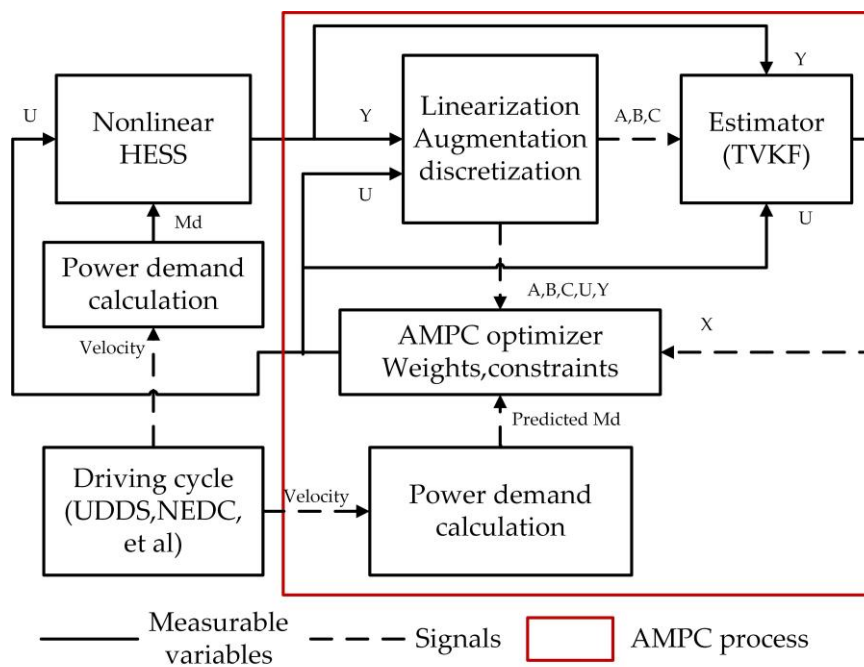 U
Nonlinear
HESS
Y
Linearization
Augmentation
discretization
A,B,C
Y
Estimator
(TVKF)
U
U
Md
Power demand
calculation
Velocity
A,B,C,U,Y
AMPC optimizer
Weights,constraints
X
Predicted Md
Driving cycle
(UDDS,NEDC,
et al)
Velocity
Power demand
calculation
Measurable
variables
Signals
AMPC process